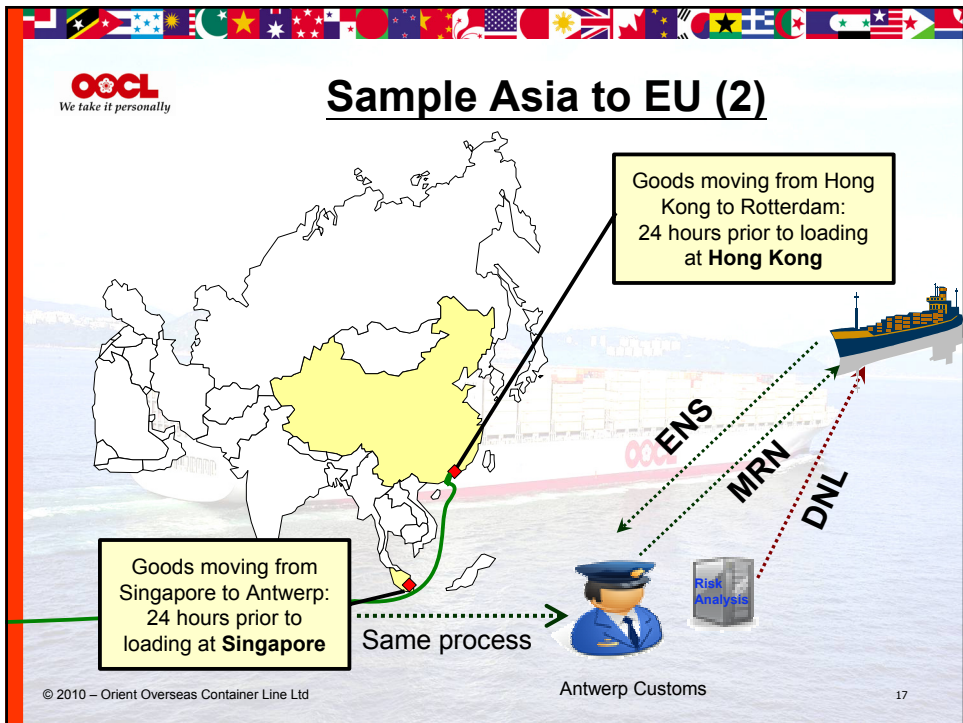 OOCL
We take it personally
Sample Asia to EU (2)
Goods moving from Hong
Kong to Rotterdam:
24 hours prior to loading
at Hong Kong
ENS
MRN
DNL
OOCL
Goods moving from
Singapore to Antwerp:
24 hours prior to
loading at Singapore
Same process
Risk
Analysis
© 2010 – Orient Overseas Container Line Ltd
Antwerp Customs
17